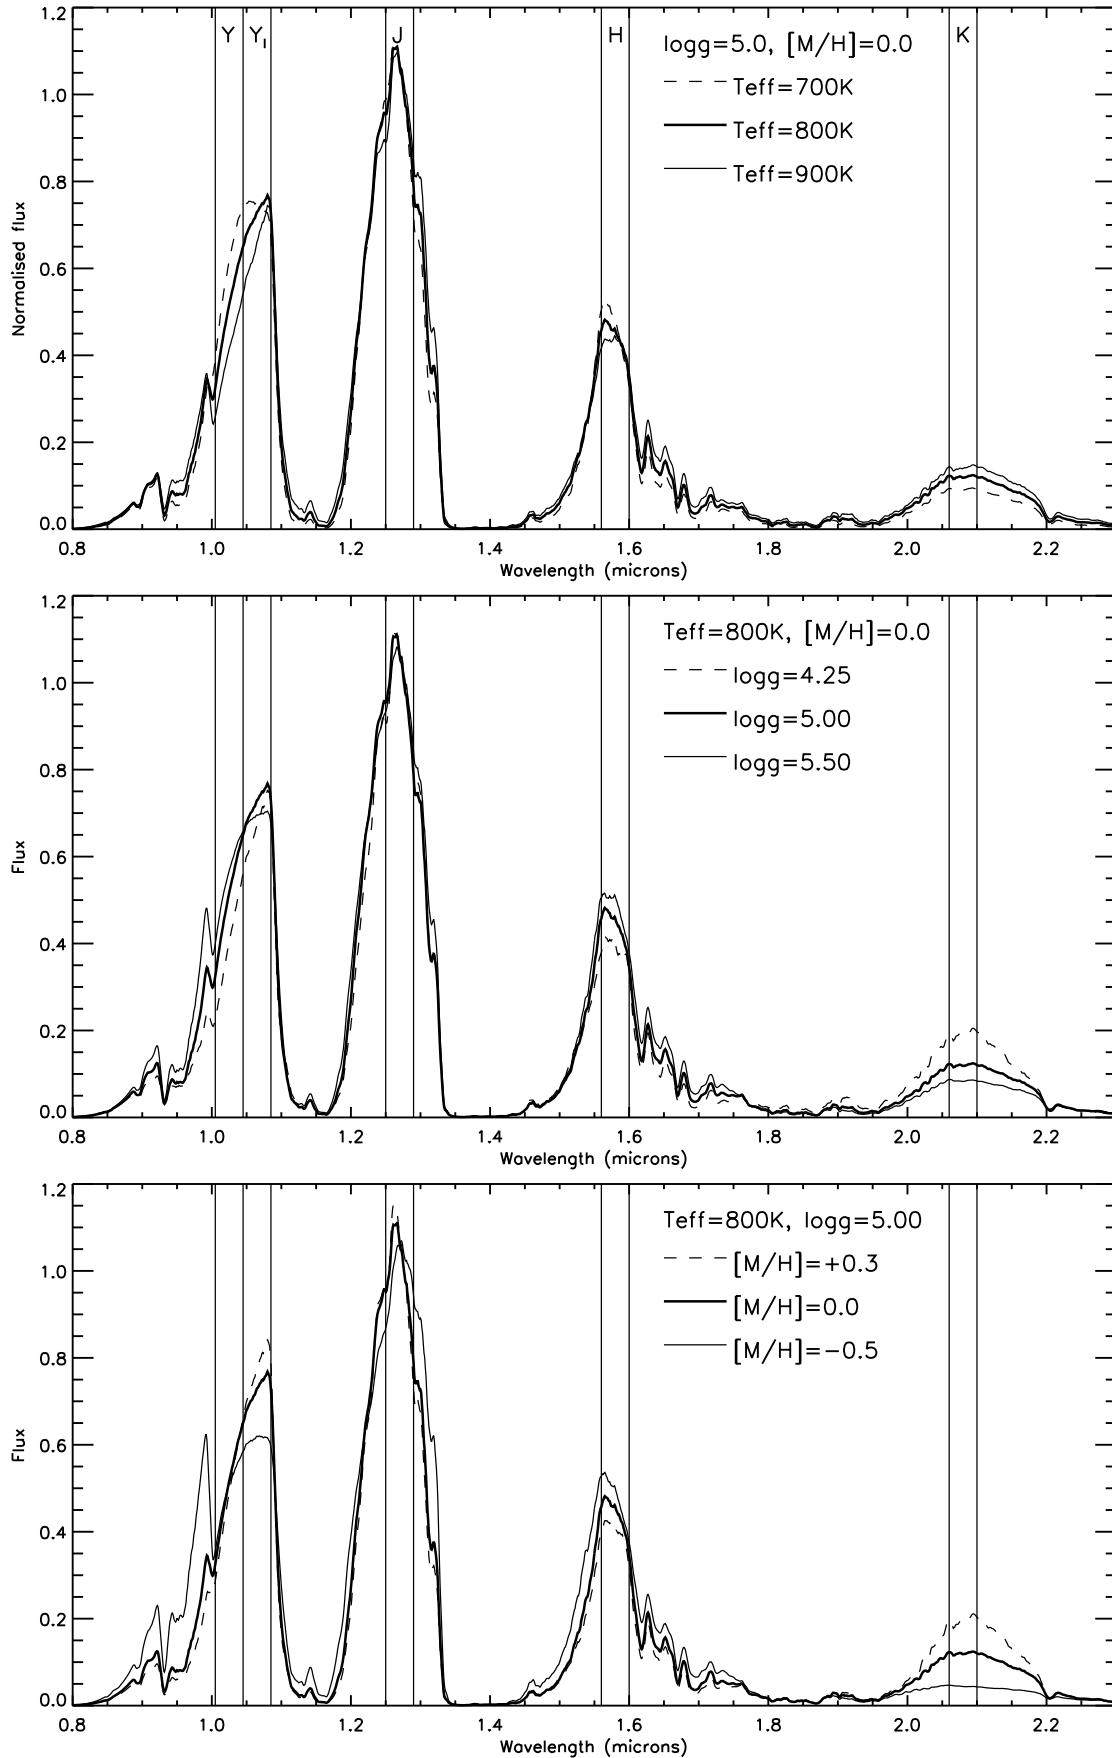 1.2
Y Y₁ J H K
logg=5.0, [M/H]=0.0
Teff=700K
Teff=800K
Teff=900K
1.0
0.8
0.6
0.4
0.2
0.0
Normalised flux
0.8 1.0 1.2 1.4 1.6 1.8 2.0 2.2
Wavelength (microns)
1.2
Teff=800K, [M/H]=0.0
logg=4.25
logg=5.00
logg=5.50
1.0
0.8
0.6
0.4
0.2
0.0
Flux
0.8 1.0 1.2 1.4 1.6 1.8 2.0 2.2
Wavelength (microns)
1.2
Teff=800K, logg=5.00
[M/H]=+0.3
[M/H]=0.0
[M/H]=−0.5
1.0
0.8
0.6
0.4
0.2
0.0
Flux
0.8 1.0 1.2 1.4 1.6 1.8 2.0 2.2
Wavelength (microns)